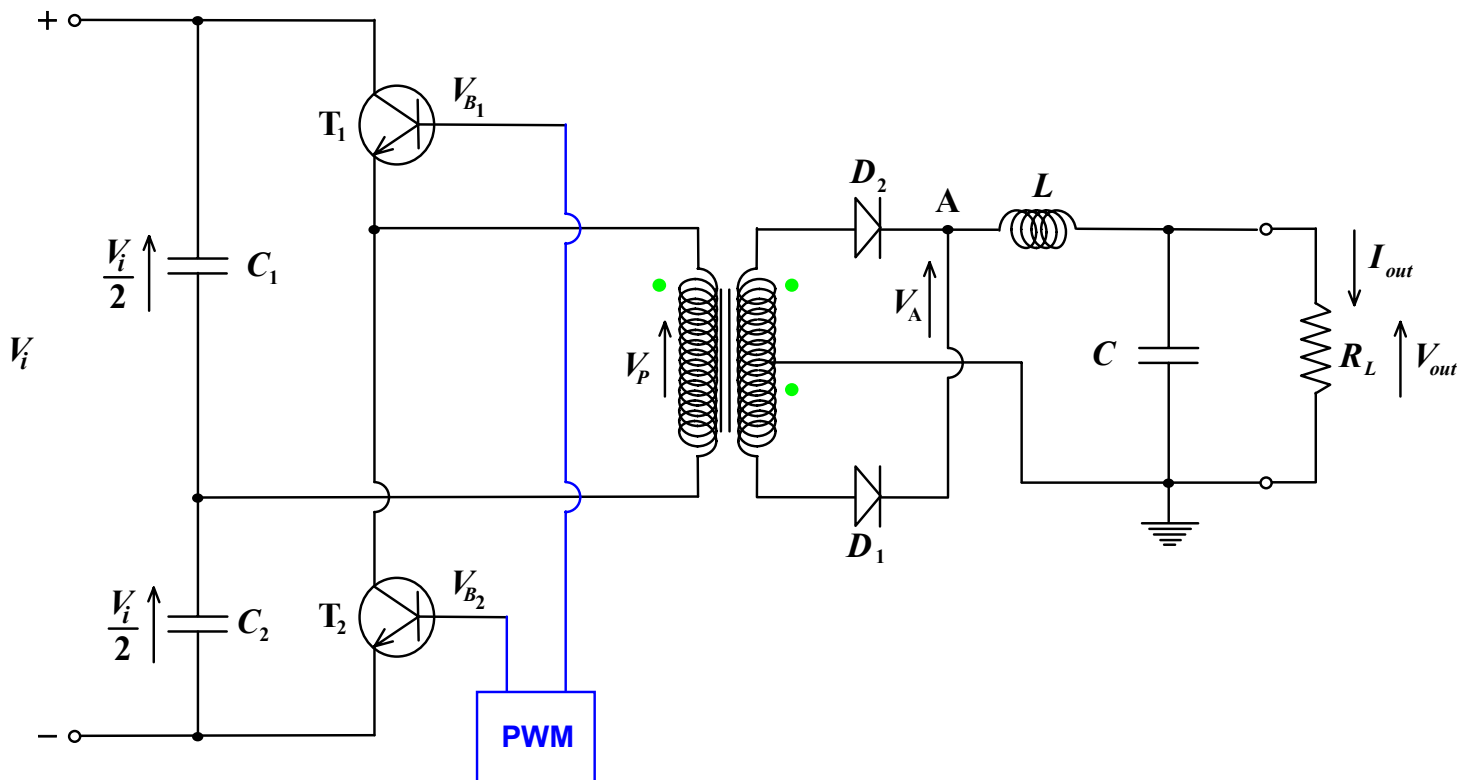 +
T₁
V_B₁
V_i/2
C₁
V_i
V_P
D₂
A
L
V_A
I_out
C
R_L
V_out
D₁
V_i/2
C₂
T₂
V_B₂
PWM
−